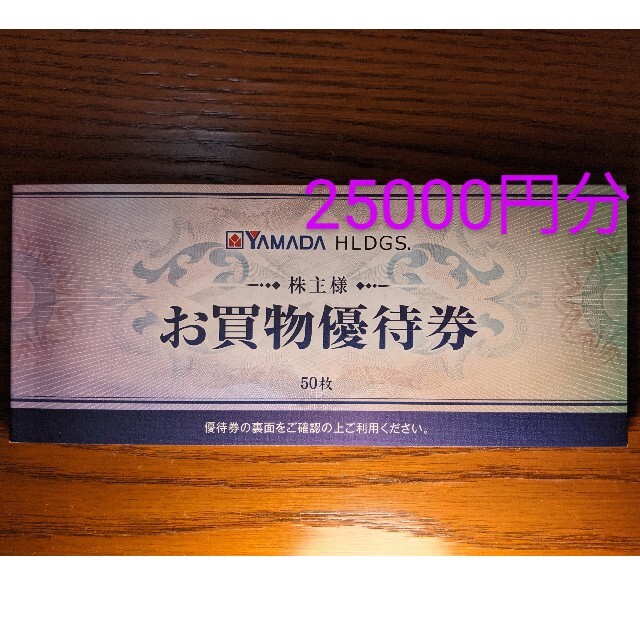 25000円分
YAMADA HLDGS.
株主様
お買物優待券
50枚
優待券の裏面をご確認の上ご利用ください。